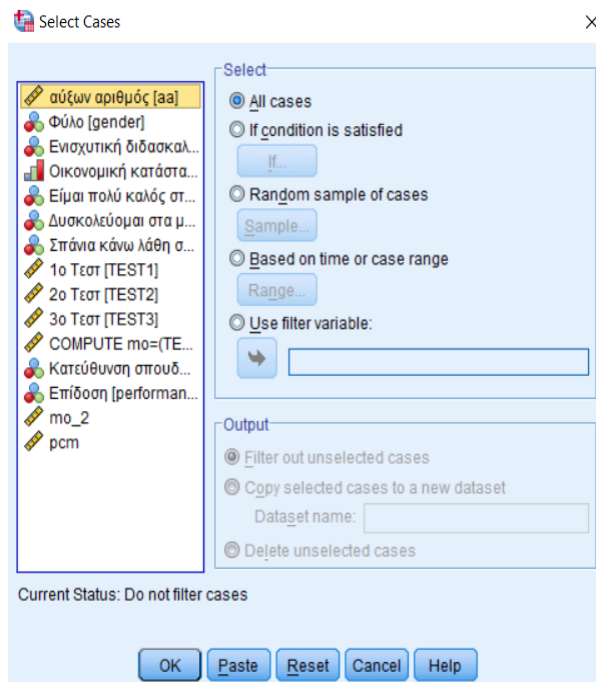 Select Cases
αύξων αριθμός [aa]
Φύλο [gender]
Ενισχυτική διδασκαλ...
Οικονομική κατάστα...
Είμαι πολύ καλός στ...
Δυσκολεύομαι στα μ...
Σπάνια κάνω λάθη σ...
1ο Τεστ [TEST1]
2ο Τεστ [TEST2]
3ο Τεστ [TEST3]
COMPUTE mo=(TE...
Κατεύθυνση σπουδ...
Επίδοση [performan...
mo_2
pcm
Select
All cases
If condition is satisfied
If...
Random sample of cases
Sample...
Based on time or case range
Range...
Use filter variable:
Output
Filter out unselected cases
Copy selected cases to a new dataset
Dataset name:
Delete unselected cases
Current Status: Do not filter cases
OK Paste Reset Cancel Help